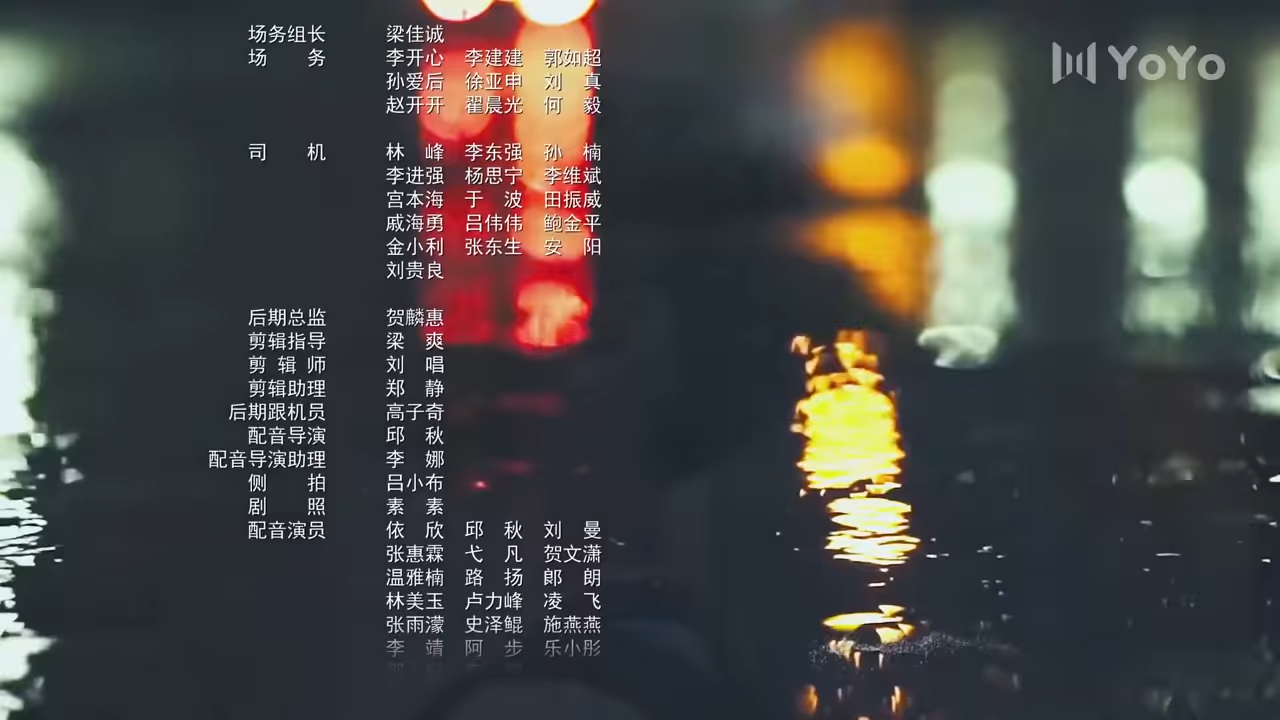 场务组长 梁佳诚
场务 李开心 李建建 郭如超
孙爱后 徐亚申 刘真
赵开开 翟晨光 何毅
司机 林峰 李东强 孙楠
李进强 杨思宁 李维斌
宫本海 于波 田振威
戚海勇 吕伟伟 鲍金平
金小利 张东生 安阳
刘贵良
后期总监 贺麟惠
剪辑指导 梁爽
剪辑师 刘唱
剪辑助理 郑静
后期跟机员 高子奇
配音导演 邱秋
配音导演助理 李娜
侧拍 吕小布
剧照 素素
配音演员 依欣 邱秋 刘曼
张惠霖 弋凡 贺文潇
温雅楠 路扬 郎朗
林美玉 卢力峰 凌飞
张雨濛 史泽鲲 施燕燕
李靖 阿步 乐小彤
YoYo